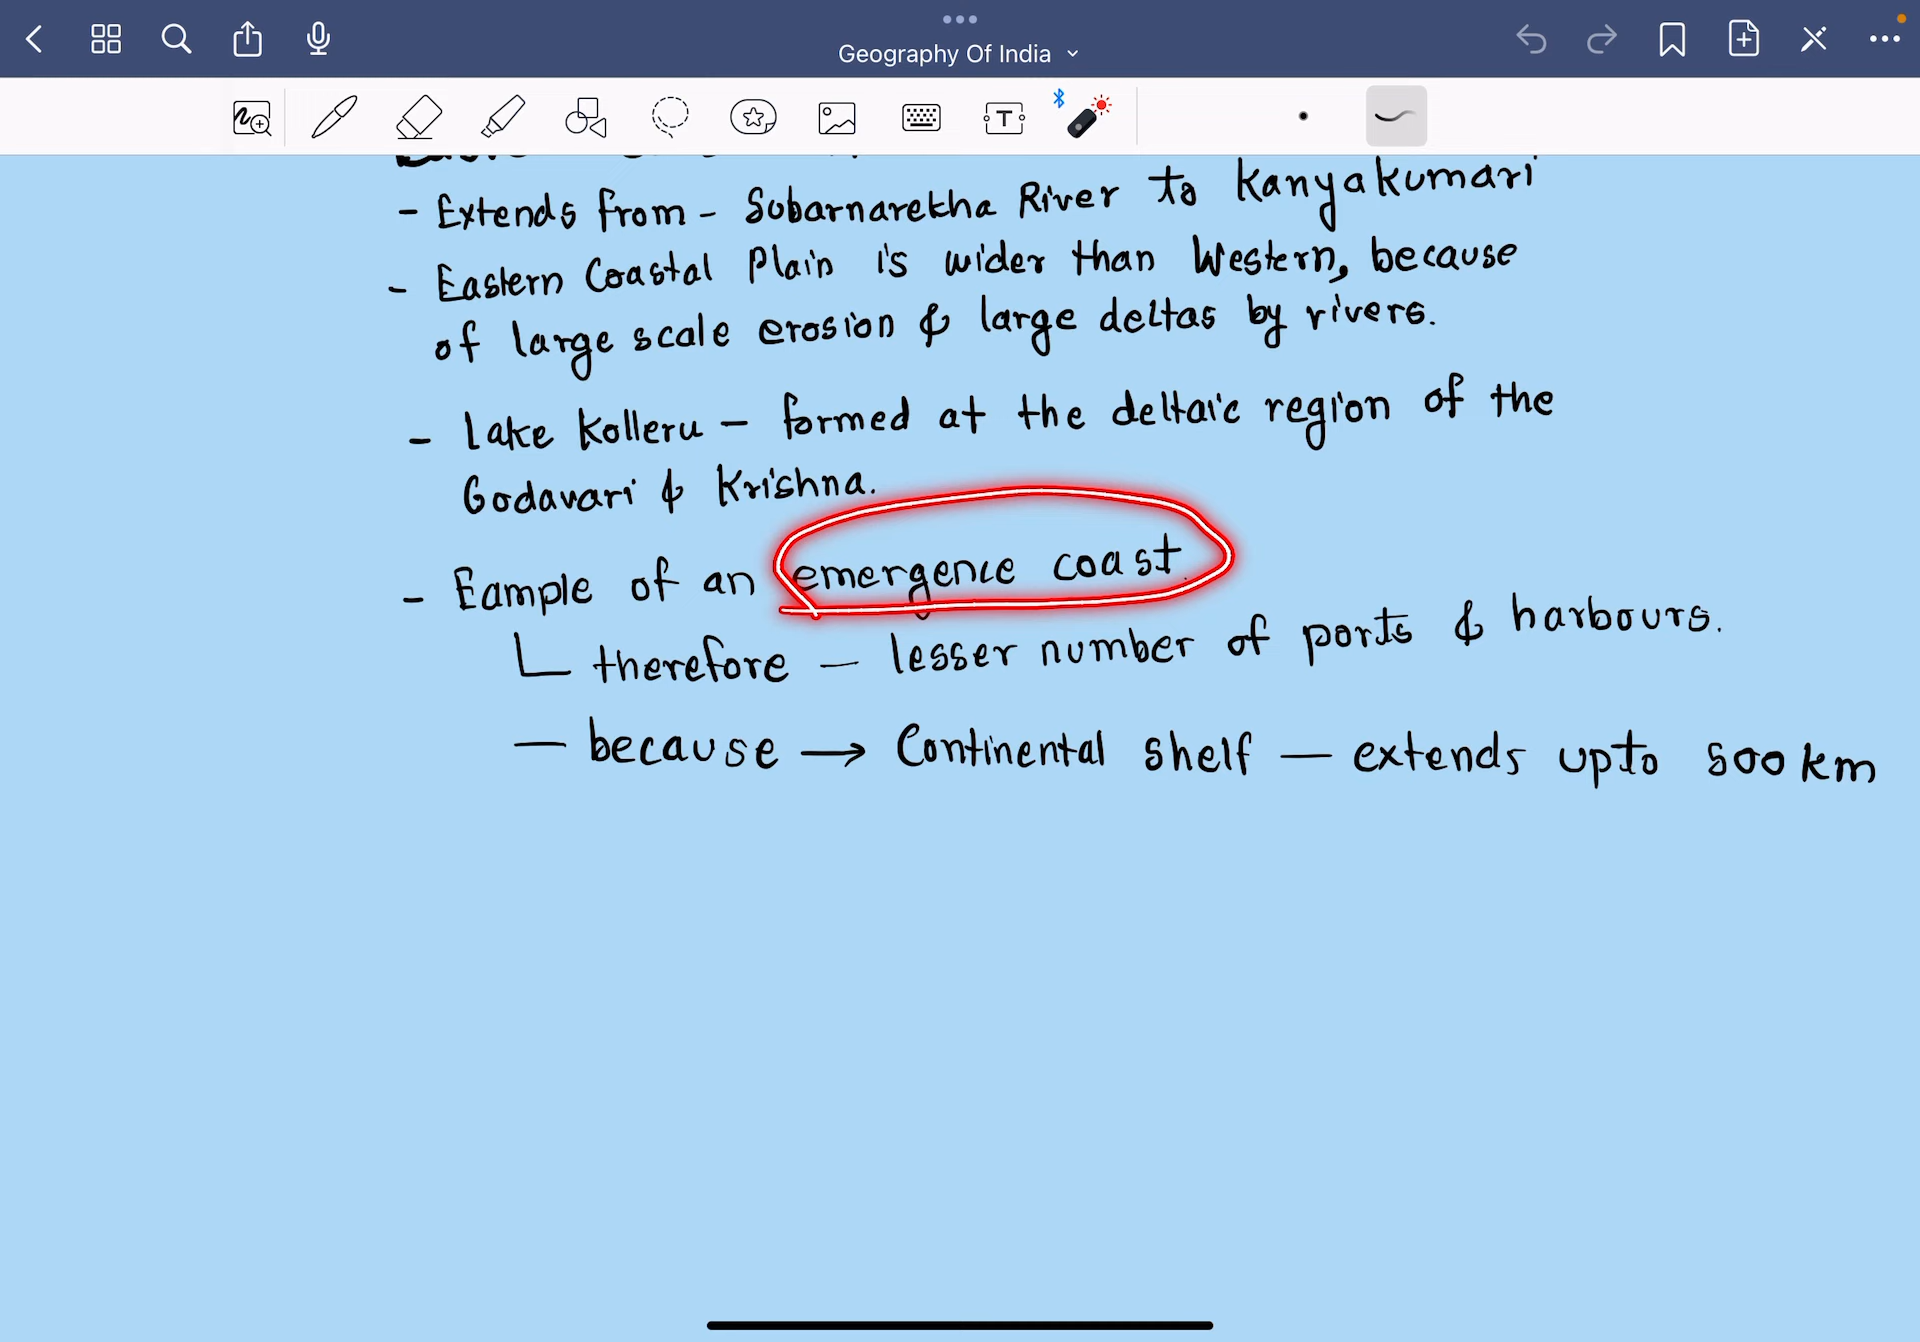 Geography Of India
- Extends from - Subarnarekha River to Kanyakumari
- Eastern Coastal Plain is wider than Western, because
of large scale erosion & large deltas by rivers.
- Lake Kolleru - formed at the deltaic region of the
Godavari & Krishna.
- Eample of an emergence coast.
therefore - lesser number of ports & harbours.
- because → Continental shelf - extends upto 500 km